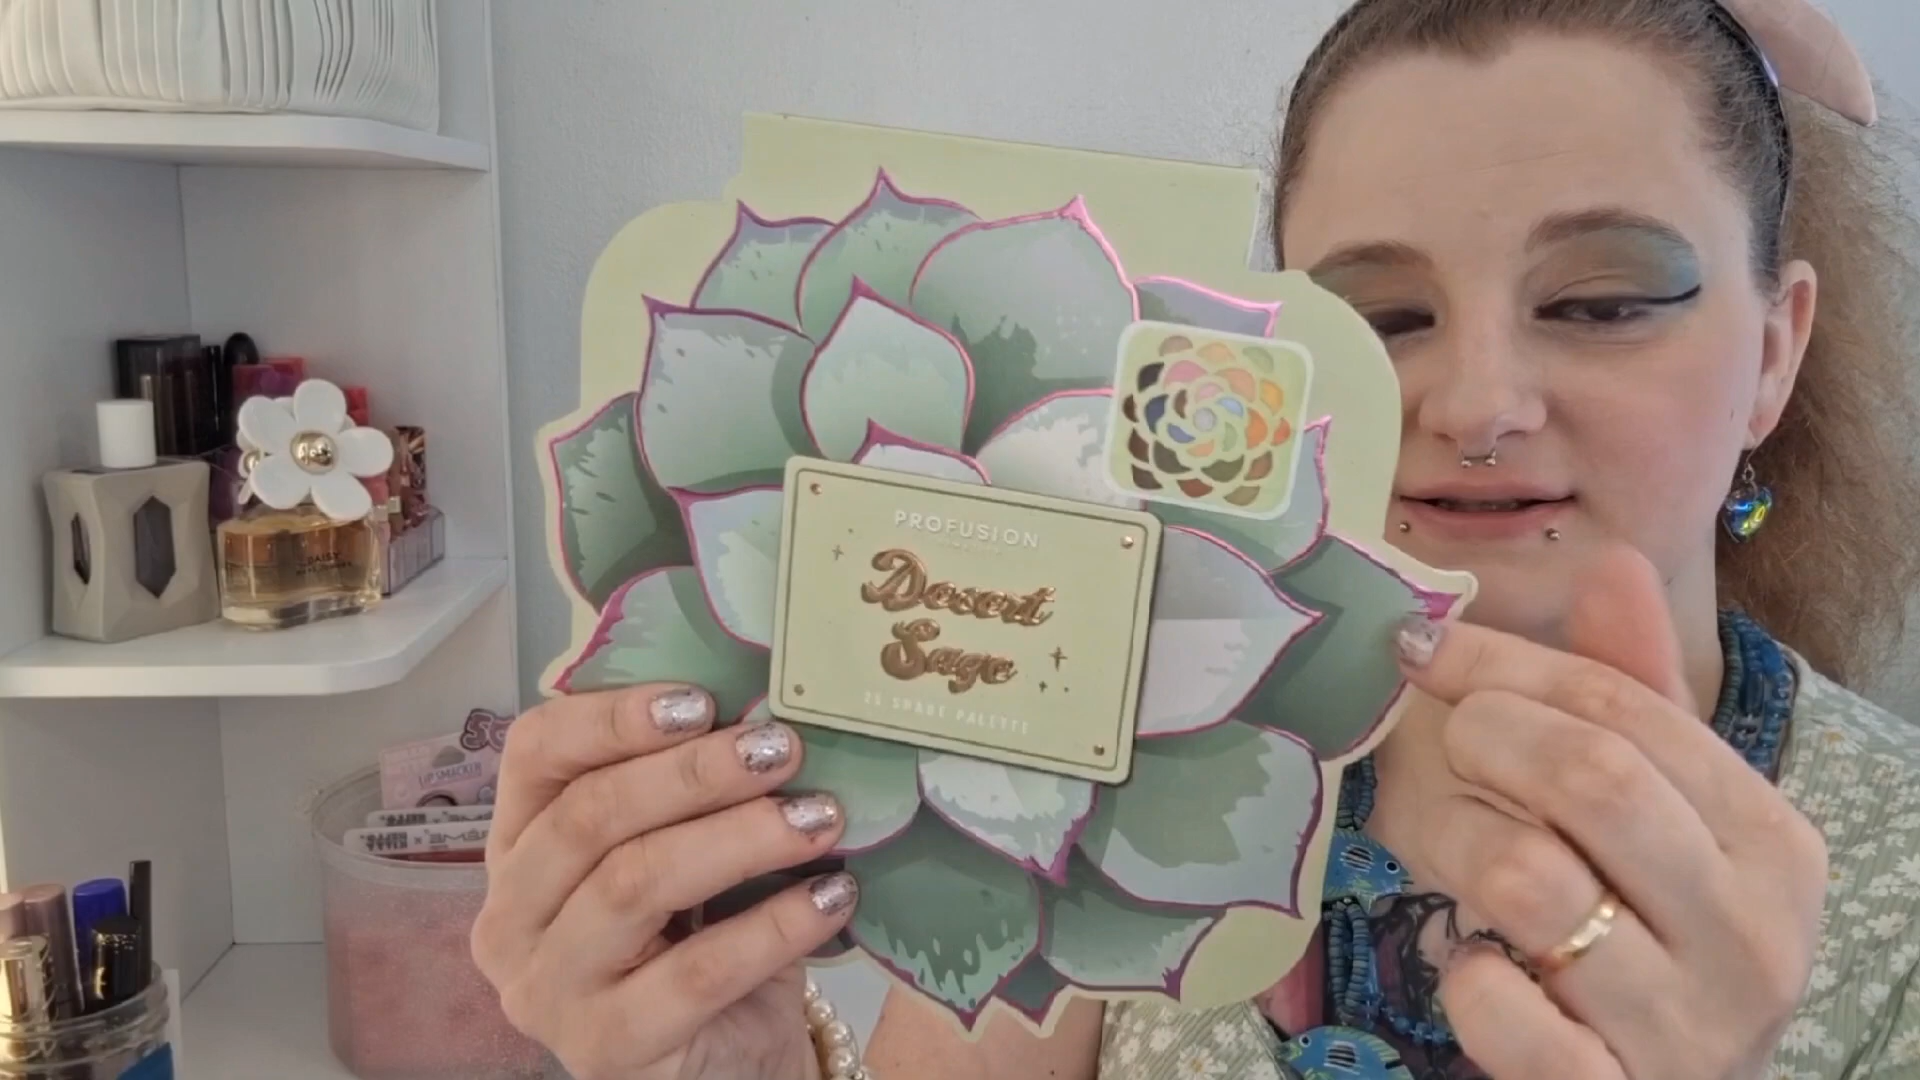 PROFUSION
Desert
Sage
25 SHADE PALETTE
DAISY
LIP SMACKER